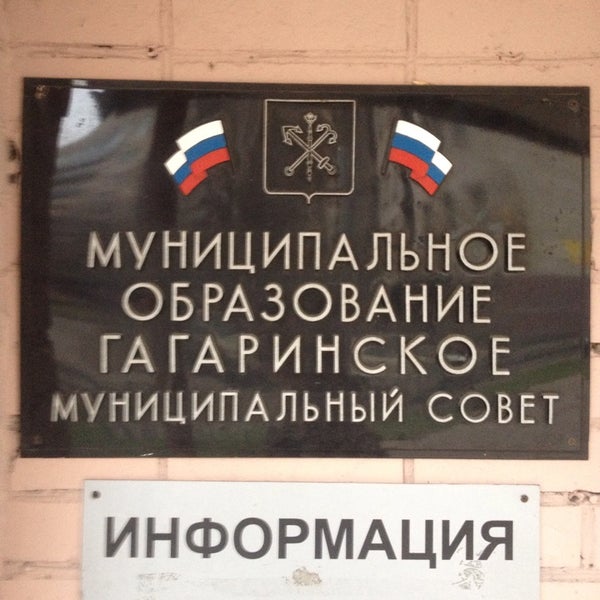 МУНИЦИПАЛЬНОЕ
ОБРАЗОВАНИЕ
ГАГАРИНСКОЕ
МУНИЦИПАЛЬНЫЙ СОВЕТ
ИНФОРМАЦИЯ